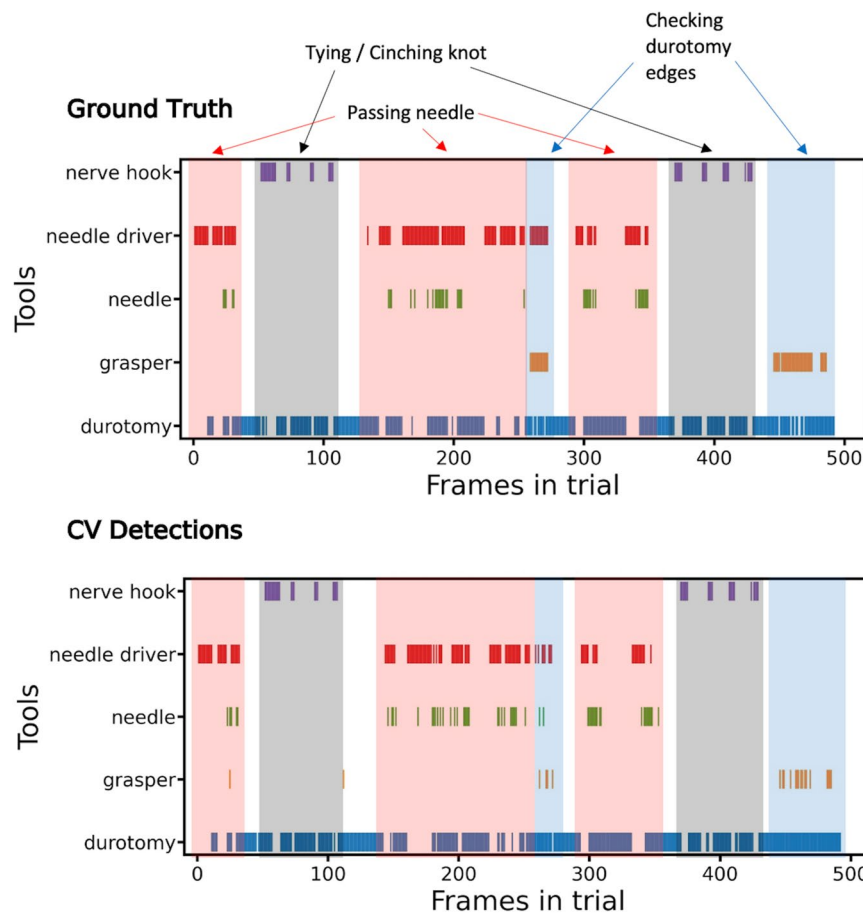 Checking
durotomy
edges
Tying / Cinching knot
Ground Truth
Passing needle
Tools
nerve hook
needle driver
needle
grasper
durotomy
0 100 200 300 400 500
Frames in trial
CV Detections
Tools
nerve hook
needle driver
needle
grasper
durotomy
0 100 200 300 400 500
Frames in trial